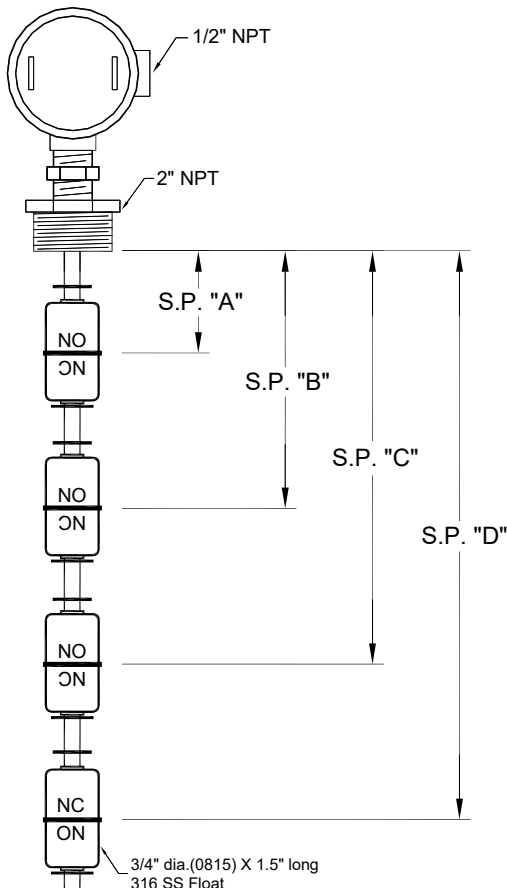 1/2" NPT
2" NPT
S.P. "A"
NO
NC
S.P. "B"
NO
NC
S.P. "C"
S.P. "D"
NO
NC
NC
NO
3/4" dia.(0815) X 1.5" long
316 SS Float